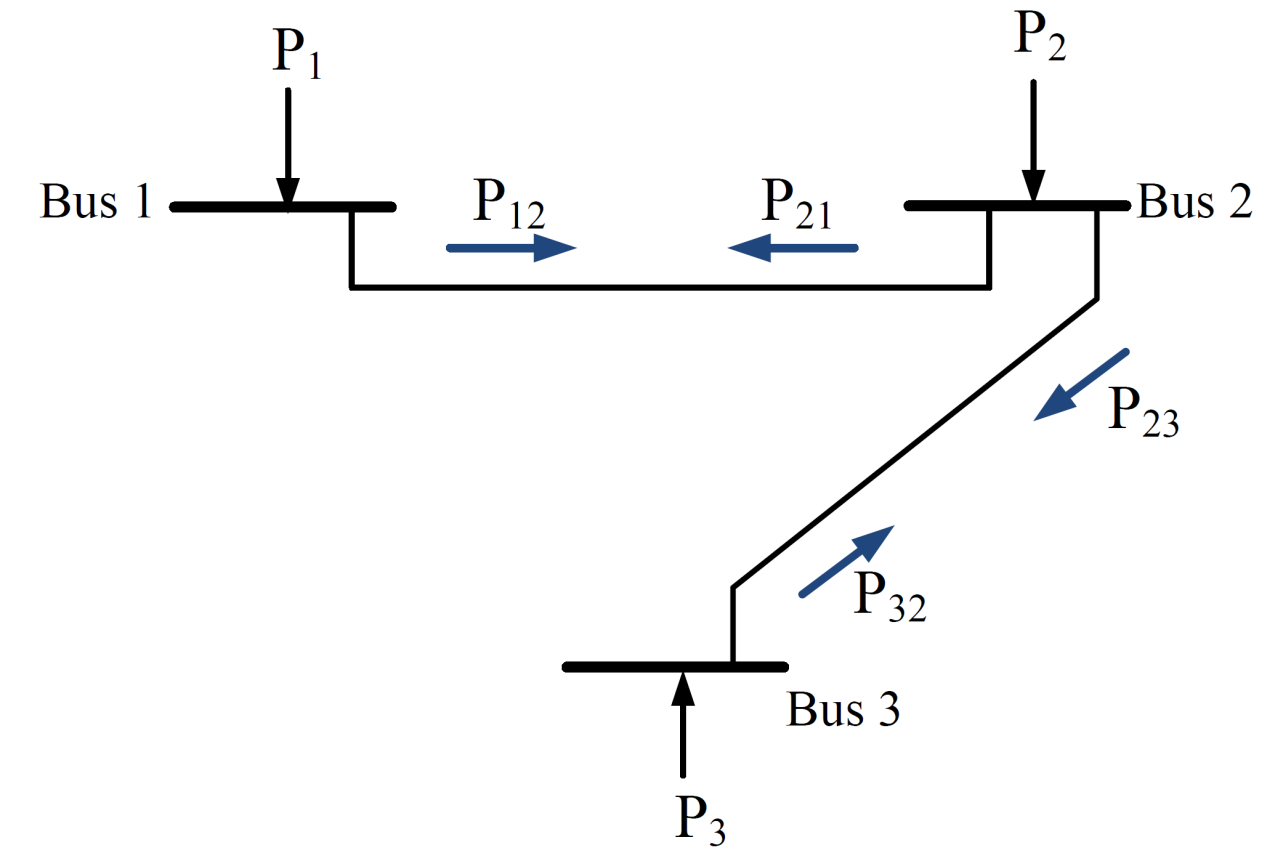 P₁
P₂
Bus 1
P₁₂
P₂₁
Bus 2
P₂₃
P₃₂
Bus 3
P₃